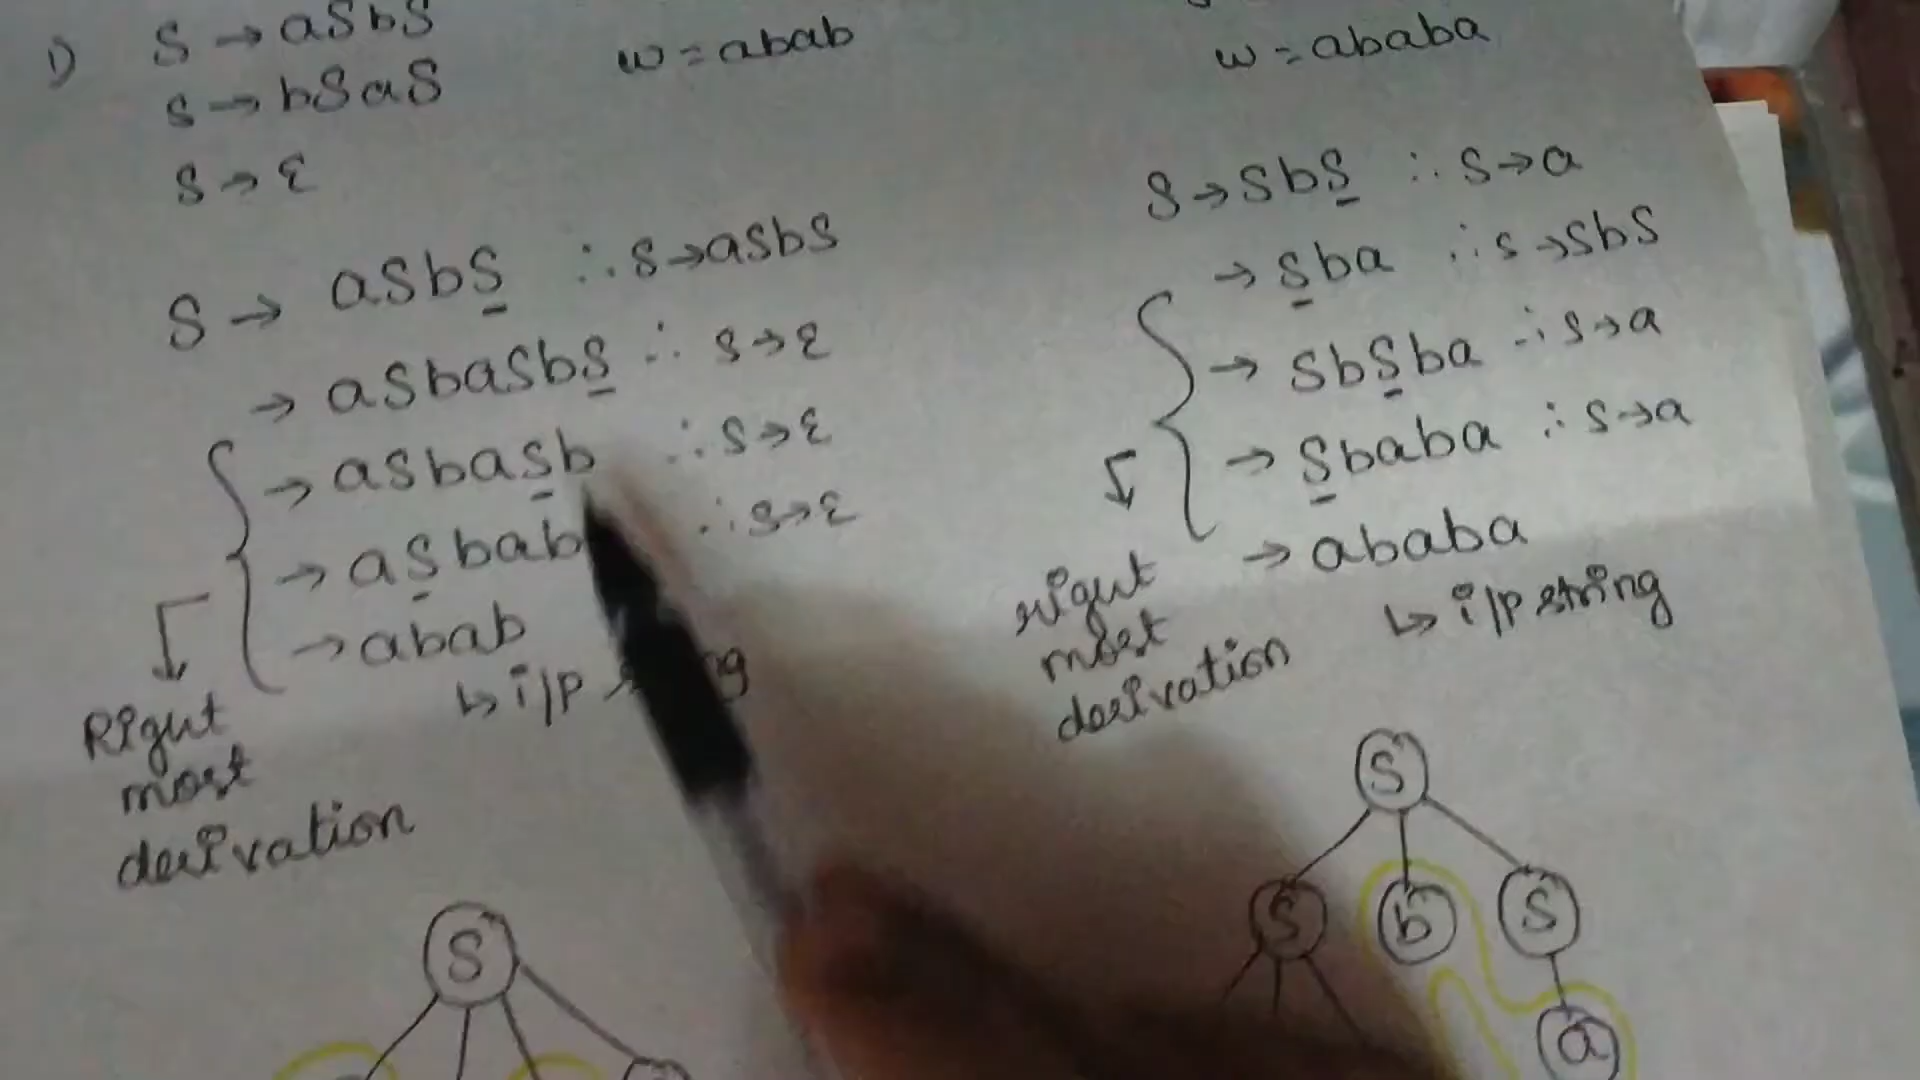 1) S → aSbS
S → bSaS
S → ε
w = abab
S → aSbS ∴ S → aSbS
→ aSbaSbS ∴ S → ε
→ aSbaSb ∴ S → ε
→ aSbab ∴ S → ε
→ abab
↳ i/p
Right
most
derivation
S
w = ababa
S → SbS ∴ S → a
→ Sba ∴ S → SbS
→ SbSba ∴ S → a
→ Sbaba ∴ S → a
→ ababa
↳ i/p string
right
most
derivation
S
S b S
a